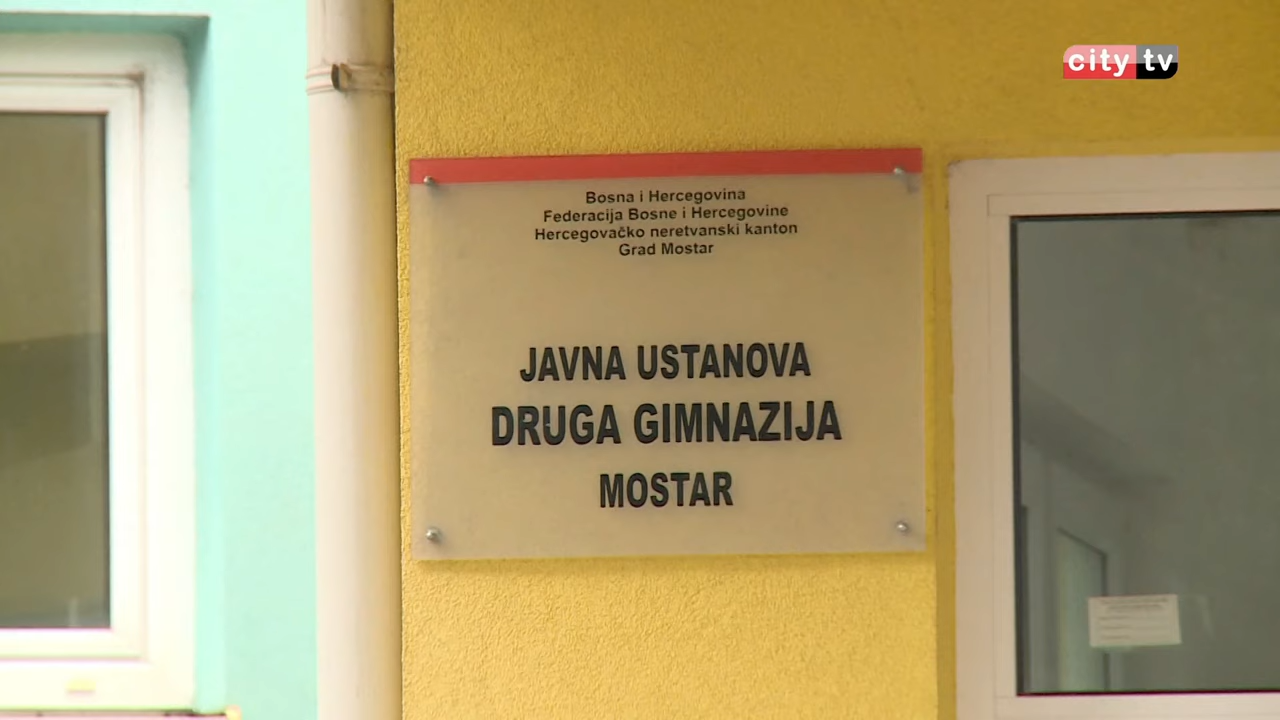 city tv
Bosna i Hercegovina
Federacija Bosne i Hercegovine
Hercegovačko neretvanski kanton
Grad Mostar
JAVNA USTANOVA
DRUGA GIMNAZIJA
MOSTAR